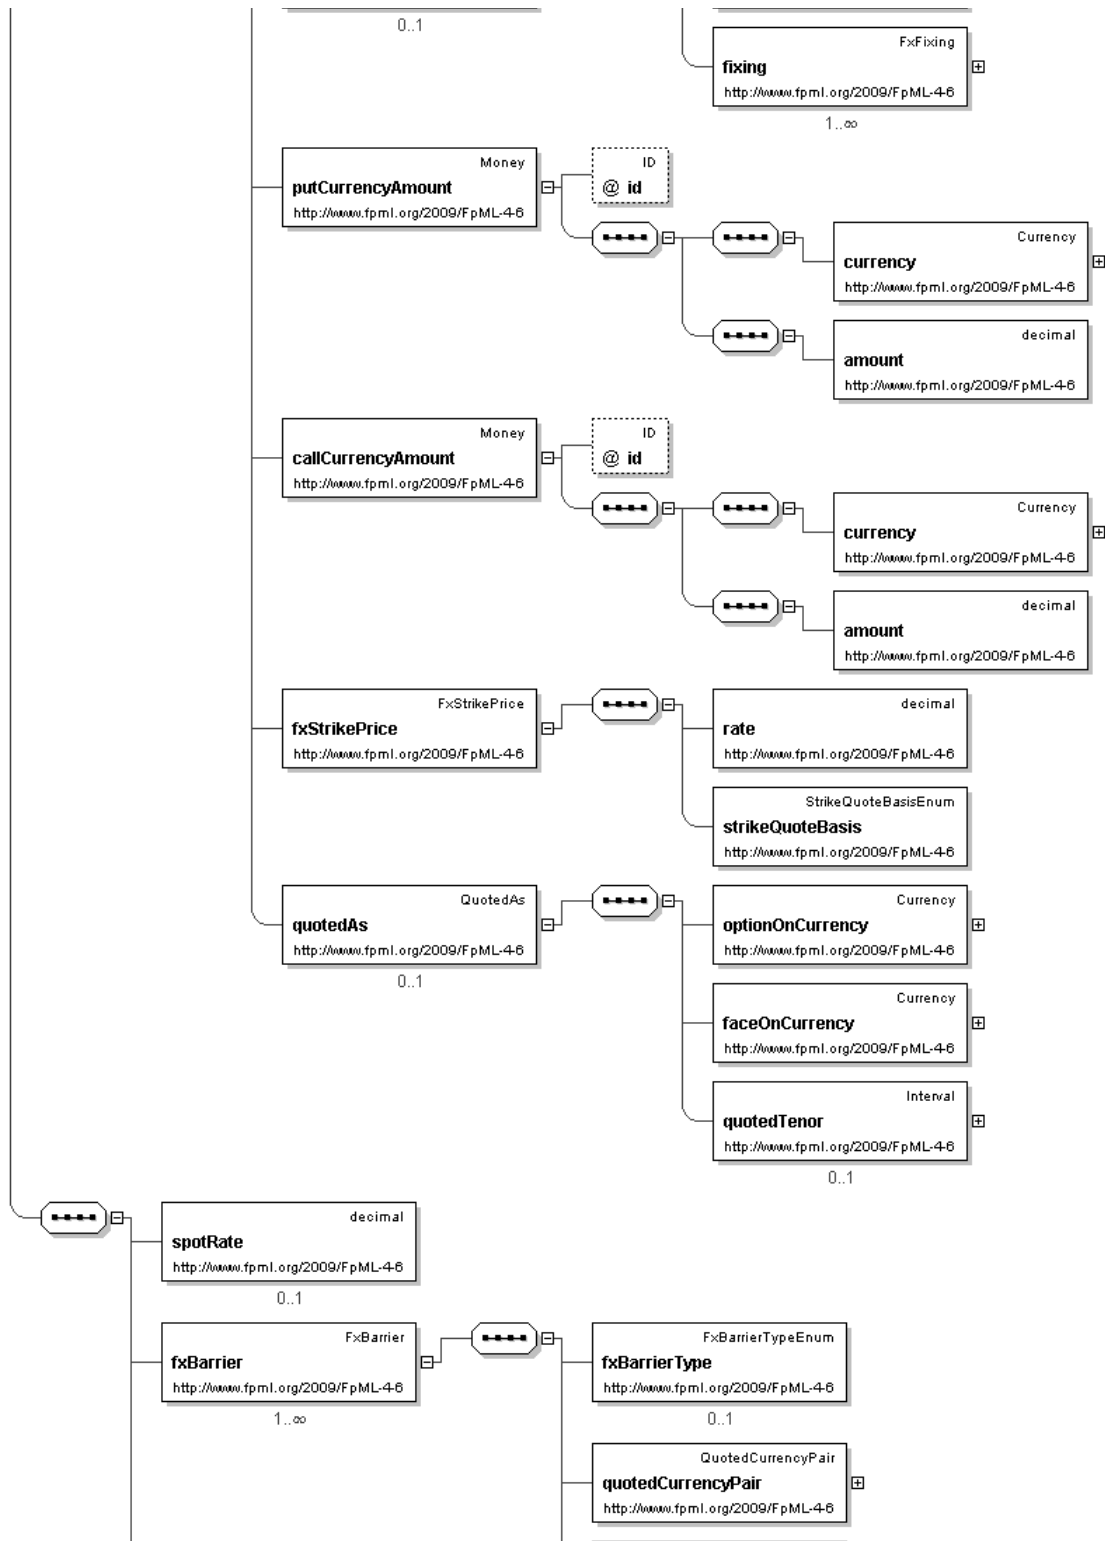 0..1
FxFixing
fixing
http://www.fpml.org/2009/FpML-4-6
1..∞
Money
putCurrencyAmount
http://www.fpml.org/2009/FpML-4-6
ID
@ id
Currency
currency
http://www.fpml.org/2009/FpML-4-6
decimal
amount
http://www.fpml.org/2009/FpML-4-6
Money
callCurrencyAmount
http://www.fpml.org/2009/FpML-4-6
ID
@ id
Currency
currency
http://www.fpml.org/2009/FpML-4-6
decimal
amount
http://www.fpml.org/2009/FpML-4-6
FxStrikePrice
fxStrikePrice
http://www.fpml.org/2009/FpML-4-6
decimal
rate
http://www.fpml.org/2009/FpML-4-6
StrikeQuoteBasisEnum
strikeQuoteBasis
http://www.fpml.org/2009/FpML-4-6
QuotedAs
quotedAs
http://www.fpml.org/2009/FpML-4-6
0..1
Currency
optionOnCurrency
http://www.fpml.org/2009/FpML-4-6
Currency
faceOnCurrency
http://www.fpml.org/2009/FpML-4-6
Interval
quotedTenor
http://www.fpml.org/2009/FpML-4-6
0..1
decimal
spotRate
http://www.fpml.org/2009/FpML-4-6
0..1
FxBarrier
fxBarrier
http://www.fpml.org/2009/FpML-4-6
1..∞
FxBarrierTypeEnum
fxBarrierType
http://www.fpml.org/2009/FpML-4-6
0..1
QuotedCurrencyPair
quotedCurrencyPair
http://www.fpml.org/2009/FpML-4-6